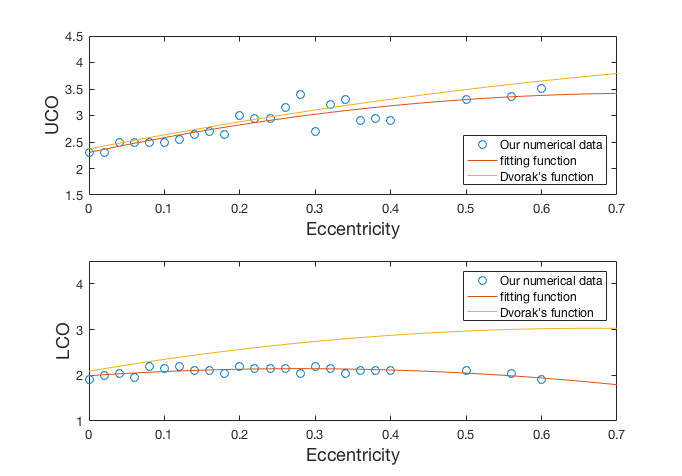 4.5
4
3.5
3
2.5
2
1.5
UCO
Our numerical data
fitting function
Dvorak's function
0 0.1 0.2 0.3 0.4 0.5 0.6 0.7
Eccentricity
4
3
2
1
LCO
Our numerical data
fitting function
Dvorak's function
0 0.1 0.2 0.3 0.4 0.5 0.6 0.7
Eccentricity